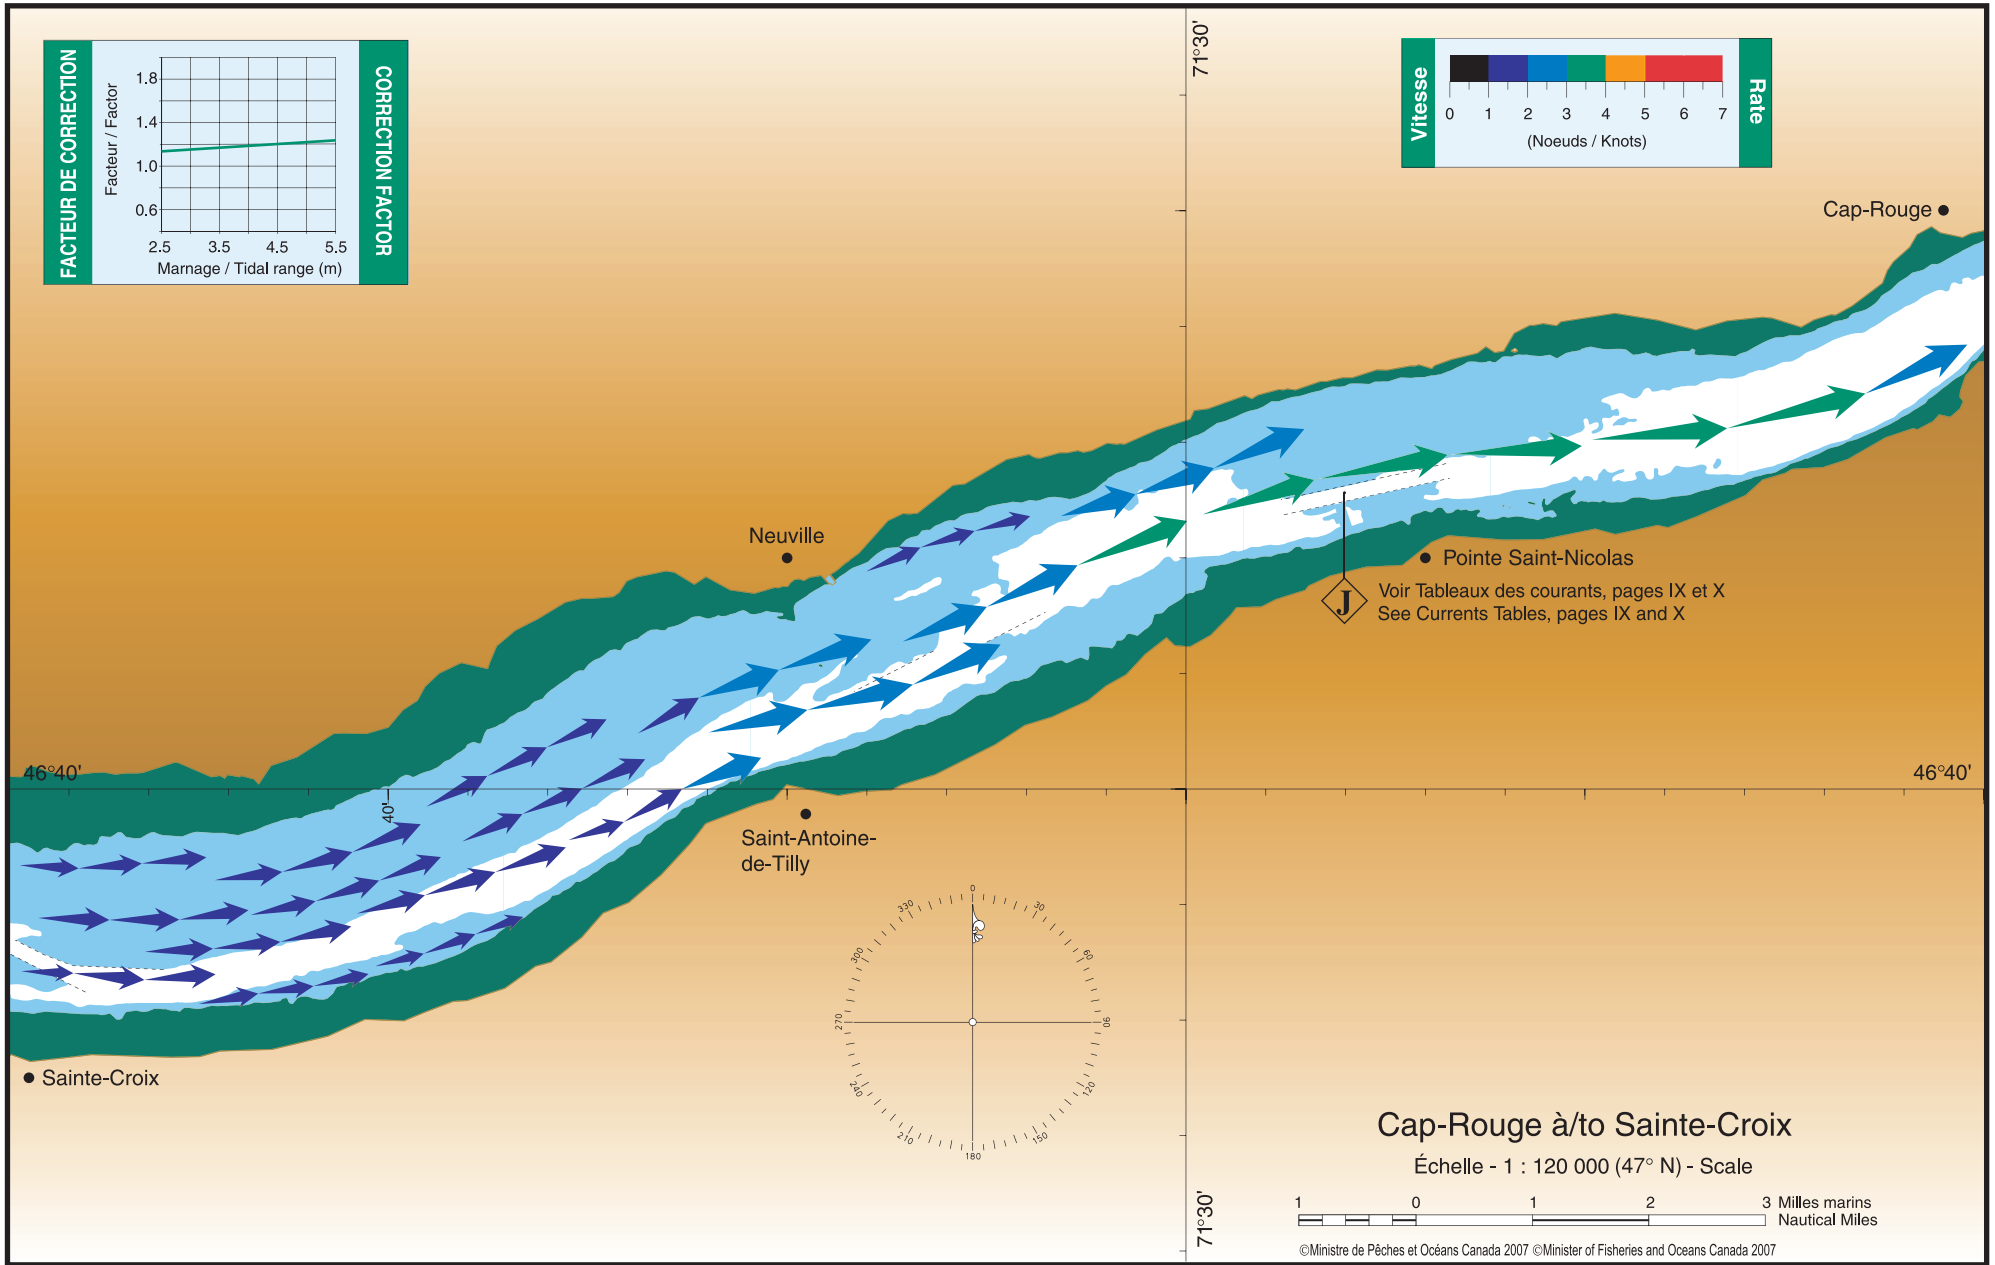 FACTEUR DE CORRECTION
CORRECTION FACTOR
Facteur / Factor
1.8
1.4
1.0
0.6
2.5 3.5 4.5 5.5
Marnage / Tidal range (m)
71°30'
Vitesse
Rate
0 1 2 3 4 5 6 7
(Noeuds / Knots)
Cap-Rouge
Neuville
Pointe Saint-Nicolas
J
Voir Tableaux des courants, pages IX et X
See Currents Tables, pages IX and X
46°40'
46°40'
40'
Saint-Antoine-
de-Tilly
0
30
60
90
120
150
180
210
240
270
300
330
Sainte-Croix
Cap-Rouge à/to Sainte-Croix
Échelle - 1 : 120 000 (47° N) - Scale
71°30'
1 0 1 2 3 Milles marins
Nautical Miles
©Ministre de Pêches et Océans Canada 2007 ©Minister of Fisheries and Oceans Canada 2007